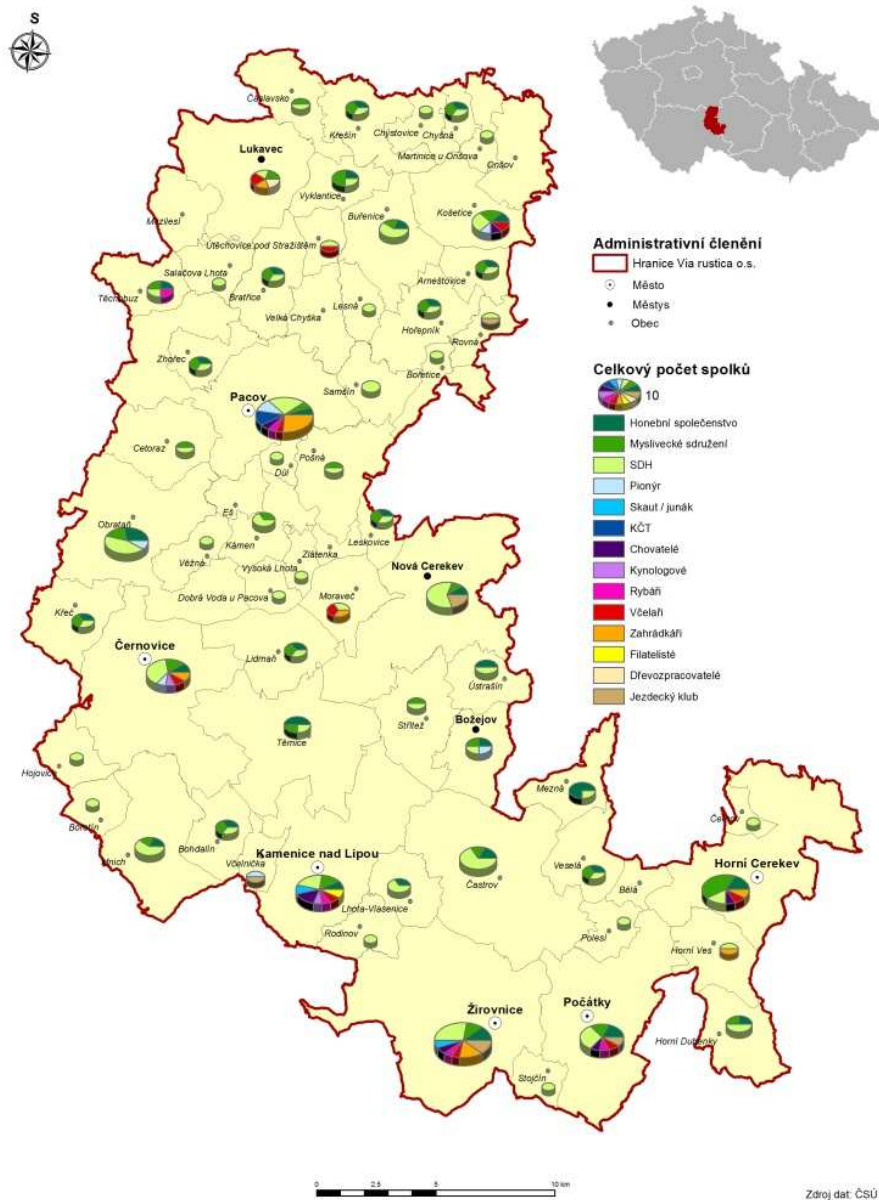 S
Čáslavsko
Křešín
Chýstovice
Chyšná
Martinice u Onšova
Onšov
Lukavec
Vyklantice
Buřenice
Košetice
Mezilesí
Útěchovice pod Stražištěm
Salačova Lhota
Těchobuz
Bratřice
Velká Chyška
Lesná
Arneštovice
Hořepník
Rovná
Bořetice
Zhořec
Samšín
Pacov
Cetoraz
Důl
Pošná
Obrataň
Eš
Kámen
Leskovice
Věžná
Zlátenka
Vysoká Lhota
Nová Cerekev
Dobrá Voda u Pacova
Moraveč
Křeč
Černovice
Lidmaň
Ústrašín
Střítež
Božejov
Těmice
Hojovice
Mezná
Čejkov
Bohdalín
Mnich
Včelnička
Kamenice nad Lipou
Častrov
Veselá
Bělá
Horní Cerekev
Lhota-Vlasenice
Rodinov
Polesí
Horní Ves
Žirovnice
Počátky
Horní Dubenky
Stojčín
Administrativní členění
Hranice Via rustica o.s.
Město
Městys
Obec
Celkový počet spolků
10
Honební společenstvo
Myslivecké sdružení
SDH
Pionýr
Skaut / junák
KČT
Chovatelé
Kynologové
Rybáři
Včelaři
Zahrádkáři
Filatelisté
Dřevozpracovatelé
Jezdecký klub
0 2,5 5 10 km
Zdroj dat: ČSÚ